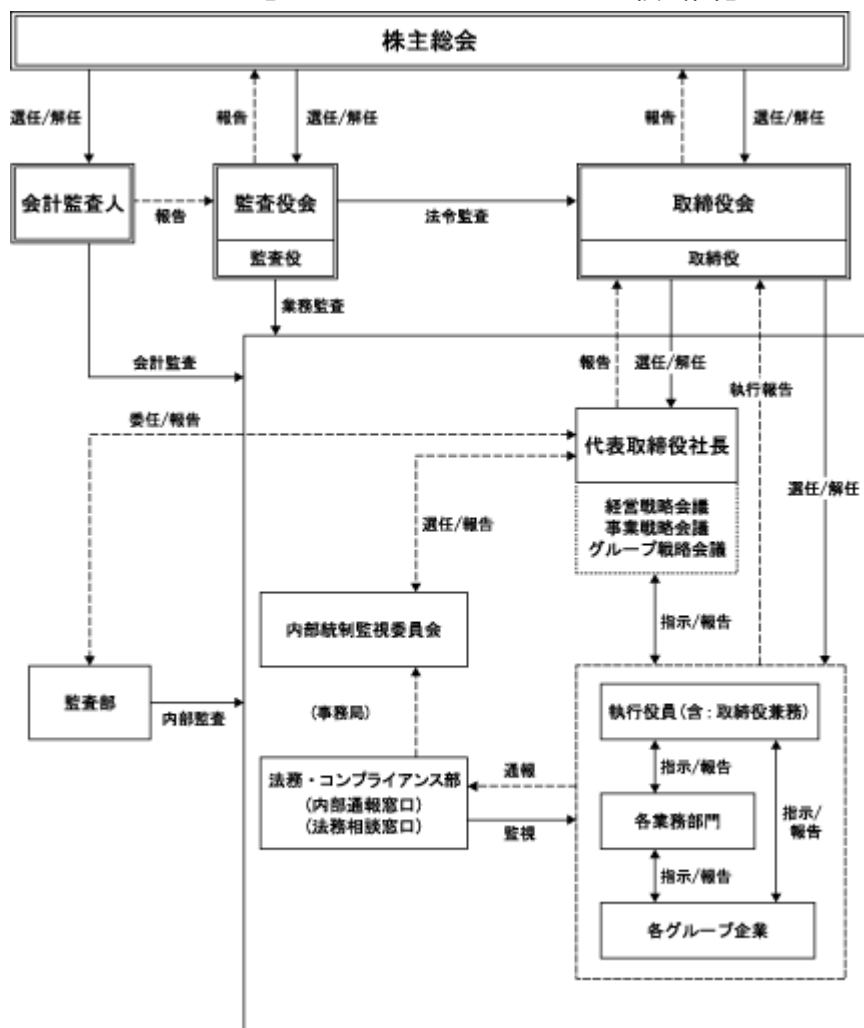 株主総会
選任/解任
報告
選任/解任
報告
選任/解任
会計監査人
報告
監査役会
監査役
法令監査
取締役会
取締役
業務監査
会計監査
報告
選任/解任
執行報告
委任/報告
代表取締役社長
選任/解任
経営戦略会議
事業戦略会議
グループ戦略会議
選任/報告
内部統制監視委員会
指示/報告
監査部
内部監査
(事務局)
執行役員(含:取締役兼務)
指示/報告
法務・コンプライアンス部
(内部通報窓口)
(法務相談窓口)
通報
監視
各業務部門
指示/
報告
指示/報告
各グループ企業